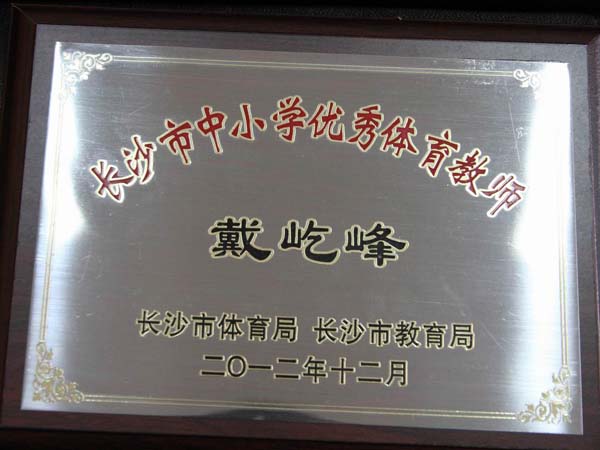 长沙市中小学优秀体育教师
戴屹峰
长沙市体育局 长沙市教育局
二〇一二年十二月